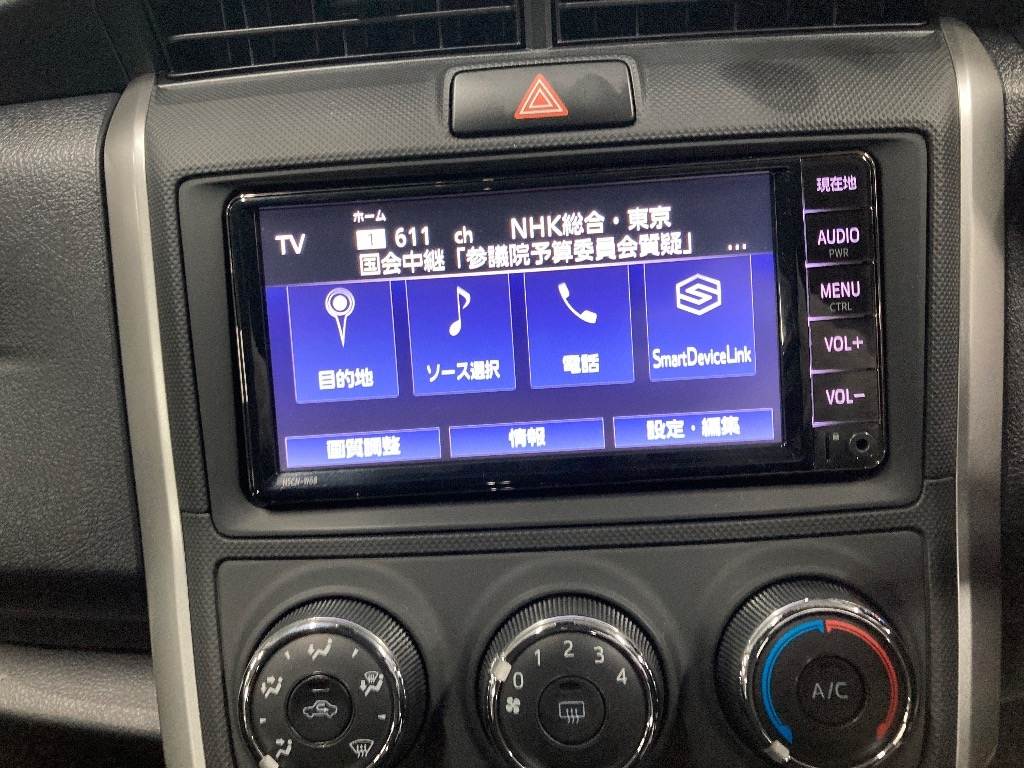 ホーム
TV 1 611 ch NHK総合・東京
国会中継「参議院予算委員会質疑」 ...
目的地
ソース選択
電話
SmartDeviceLink
画質調整
情報
設定・編集
NSCN-W68
現在地
AUDIO
PWR
MENU
CTRL
VOL+
VOL−
0 1 2 3 4
A/C